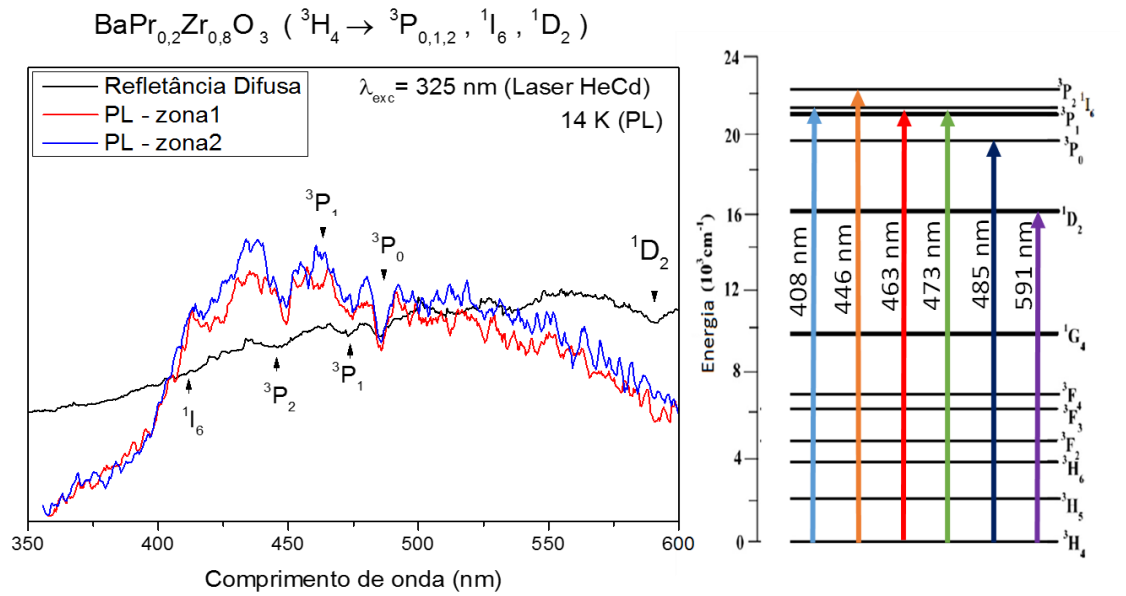 BaPr0,2Zr0,8O3 ( ³H4 → ³P0,1,2 , ¹I6 , ¹D2 )
Refletância Difusa
PL - zona1
PL - zona2
λexc = 325 nm (Laser HeCd)
14 K (PL)
³P1
³P0
¹D2
¹I6
³P2
³P1
350
400
450
500
550
600
Comprimento de onda (nm)
Energia (10³cm⁻¹)
24
20
16
12
8
4
0
408 nm
446 nm
463 nm
473 nm
485 nm
591 nm
³P2 ¹I6
³P1
³P0
¹D2
¹G4
³F4
³F3
³F2
³H6
³H5
³H4